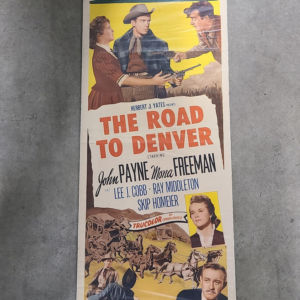 HERBERT J. YATES
THE ROAD
TO DENVER
STARRING
John PAYNE Mona FREEMAN
LEE J. COBB · RAY MIDDLETON
SKIP HOMEIER
TRUCOLOR